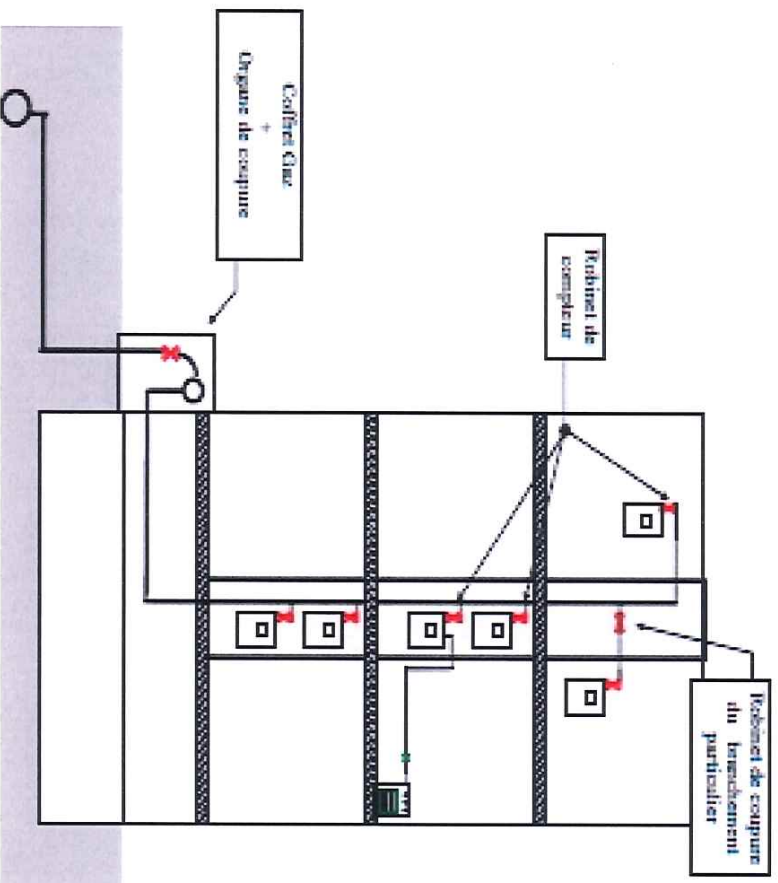 Coffret Gaz
+
Organe de coupure
Robinet de
compteur
Robinet de coupure
du branchement
particulier